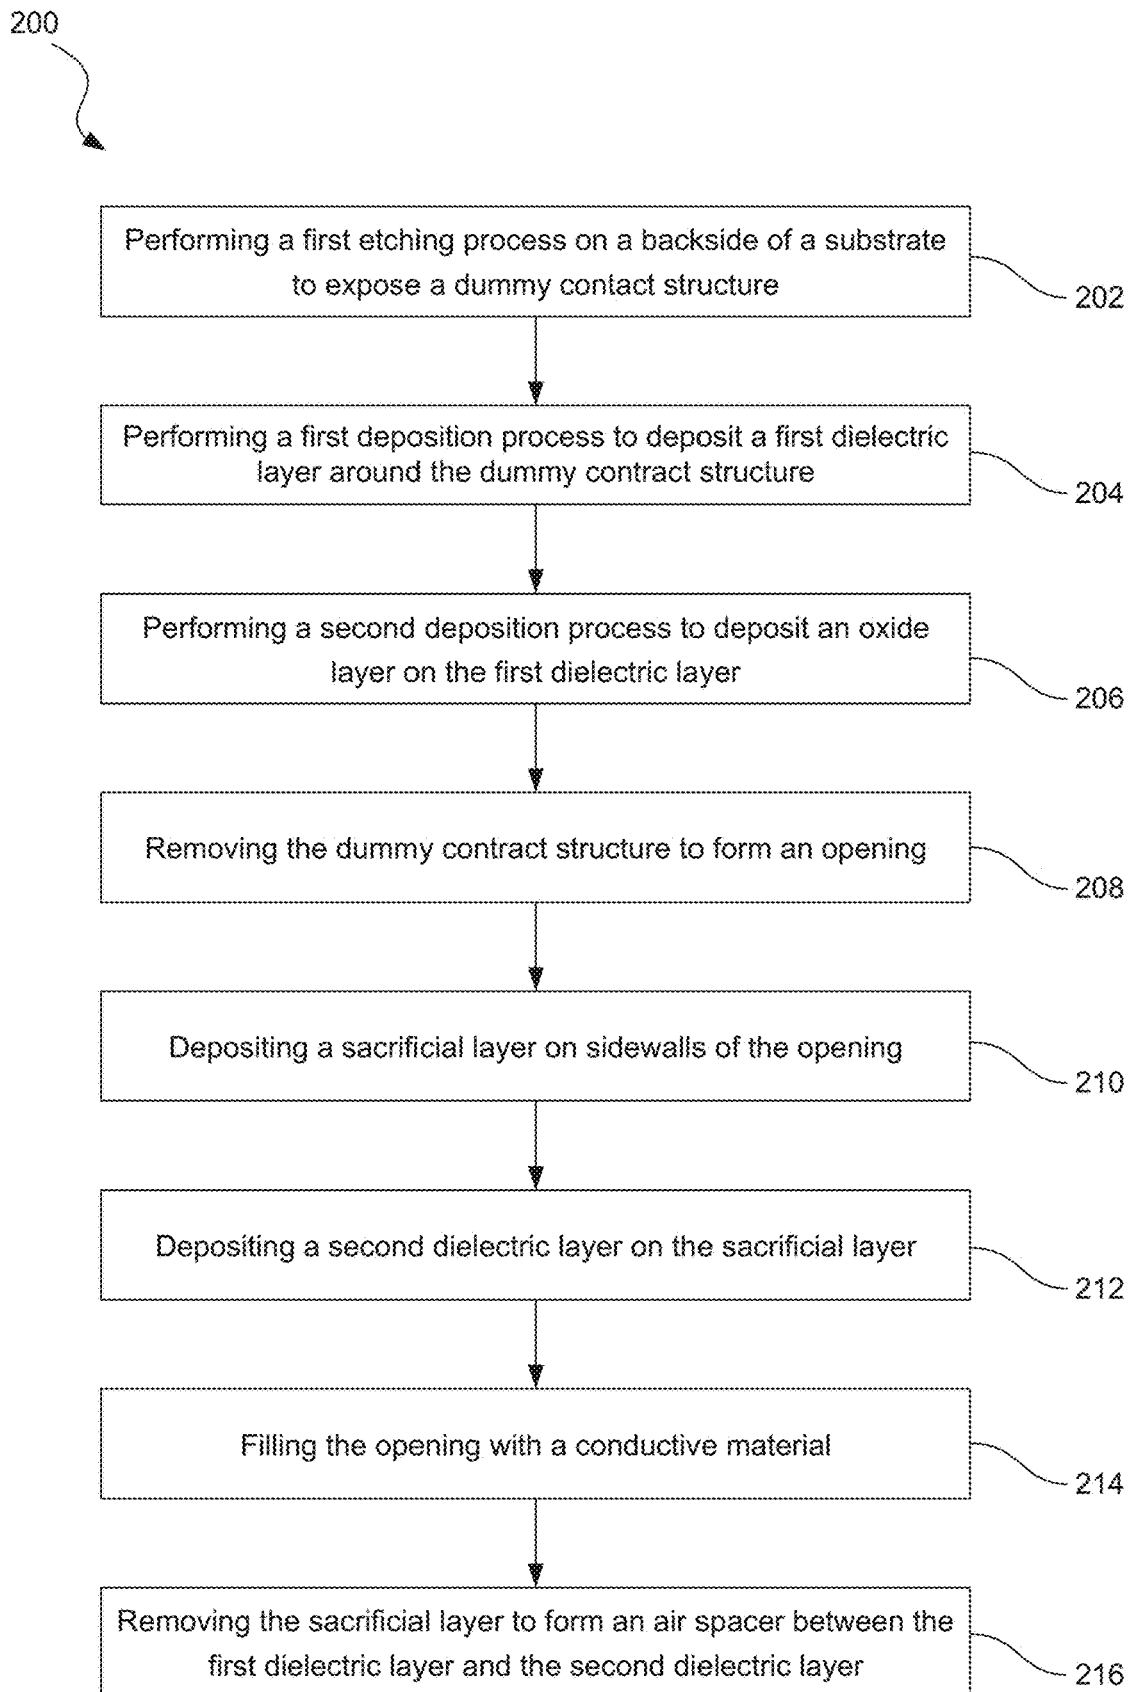 200
Performing a first etching process on a backside of a substrate
to expose a dummy contact structure
202
Performing a first deposition process to deposit a first dielectric
layer around the dummy contract structure
204
Performing a second deposition process to deposit an oxide
layer on the first dielectric layer
206
Removing the dummy contract structure to form an opening
208
Depositing a sacrificial layer on sidewalls of the opening
210
Depositing a second dielectric layer on the sacrificial layer
212
Filling the opening with a conductive material
214
Removing the sacrificial layer to form an air spacer between the
first dielectric layer and the second dielectric layer
216